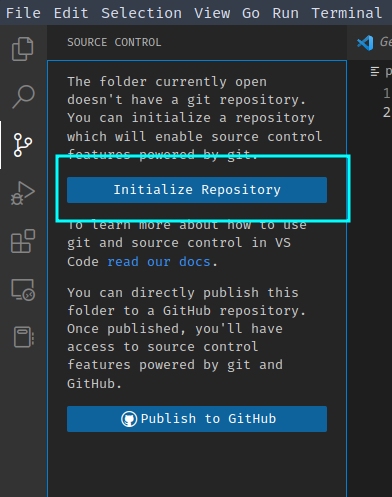 File Edit Selection View Go Run Terminal
SOURCE CONTROL
The folder currently open
doesn't have a git repository.
You can initialize a repository
which will enable source control
features powered by git.
Initialize Repository
To learn more about how to use
git and source control in VS
Code read our docs.
You can directly publish this
folder to a GitHub repository.
Once published, you'll have
access to source control
features powered by git and
GitHub.
Publish to GitHub
Ge
p
1
2